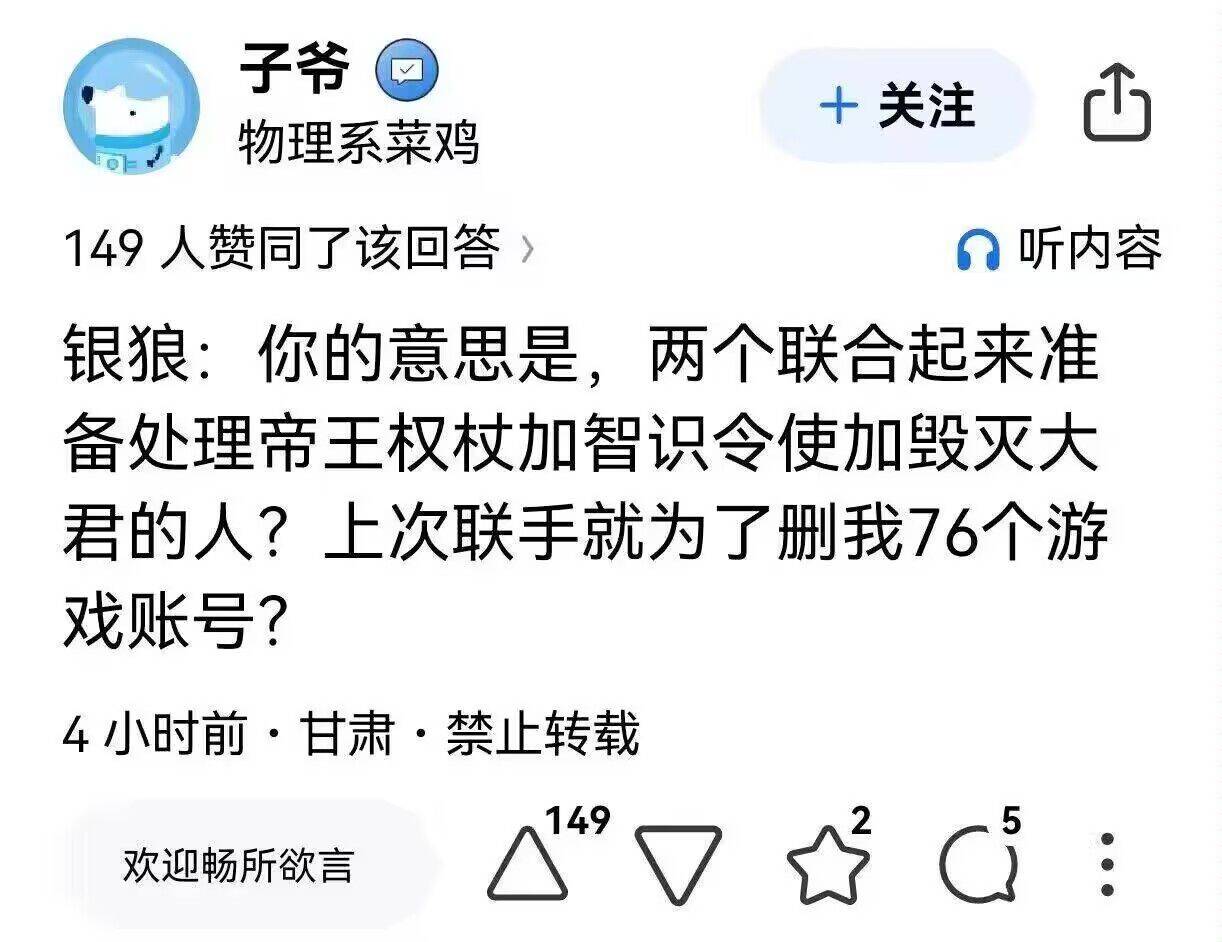 子爷
物理系菜鸡
+ 关注
149 人赞同了该回答 ›
听内容
银狼：你的意思是，两个联合起来准
备处理帝王权杖加智识令使加毁灭大
君的人？上次联手就为了删我76个游
戏账号？
4 小时前 · 甘肃 · 禁止转载
欢迎畅所欲言
149
2
5